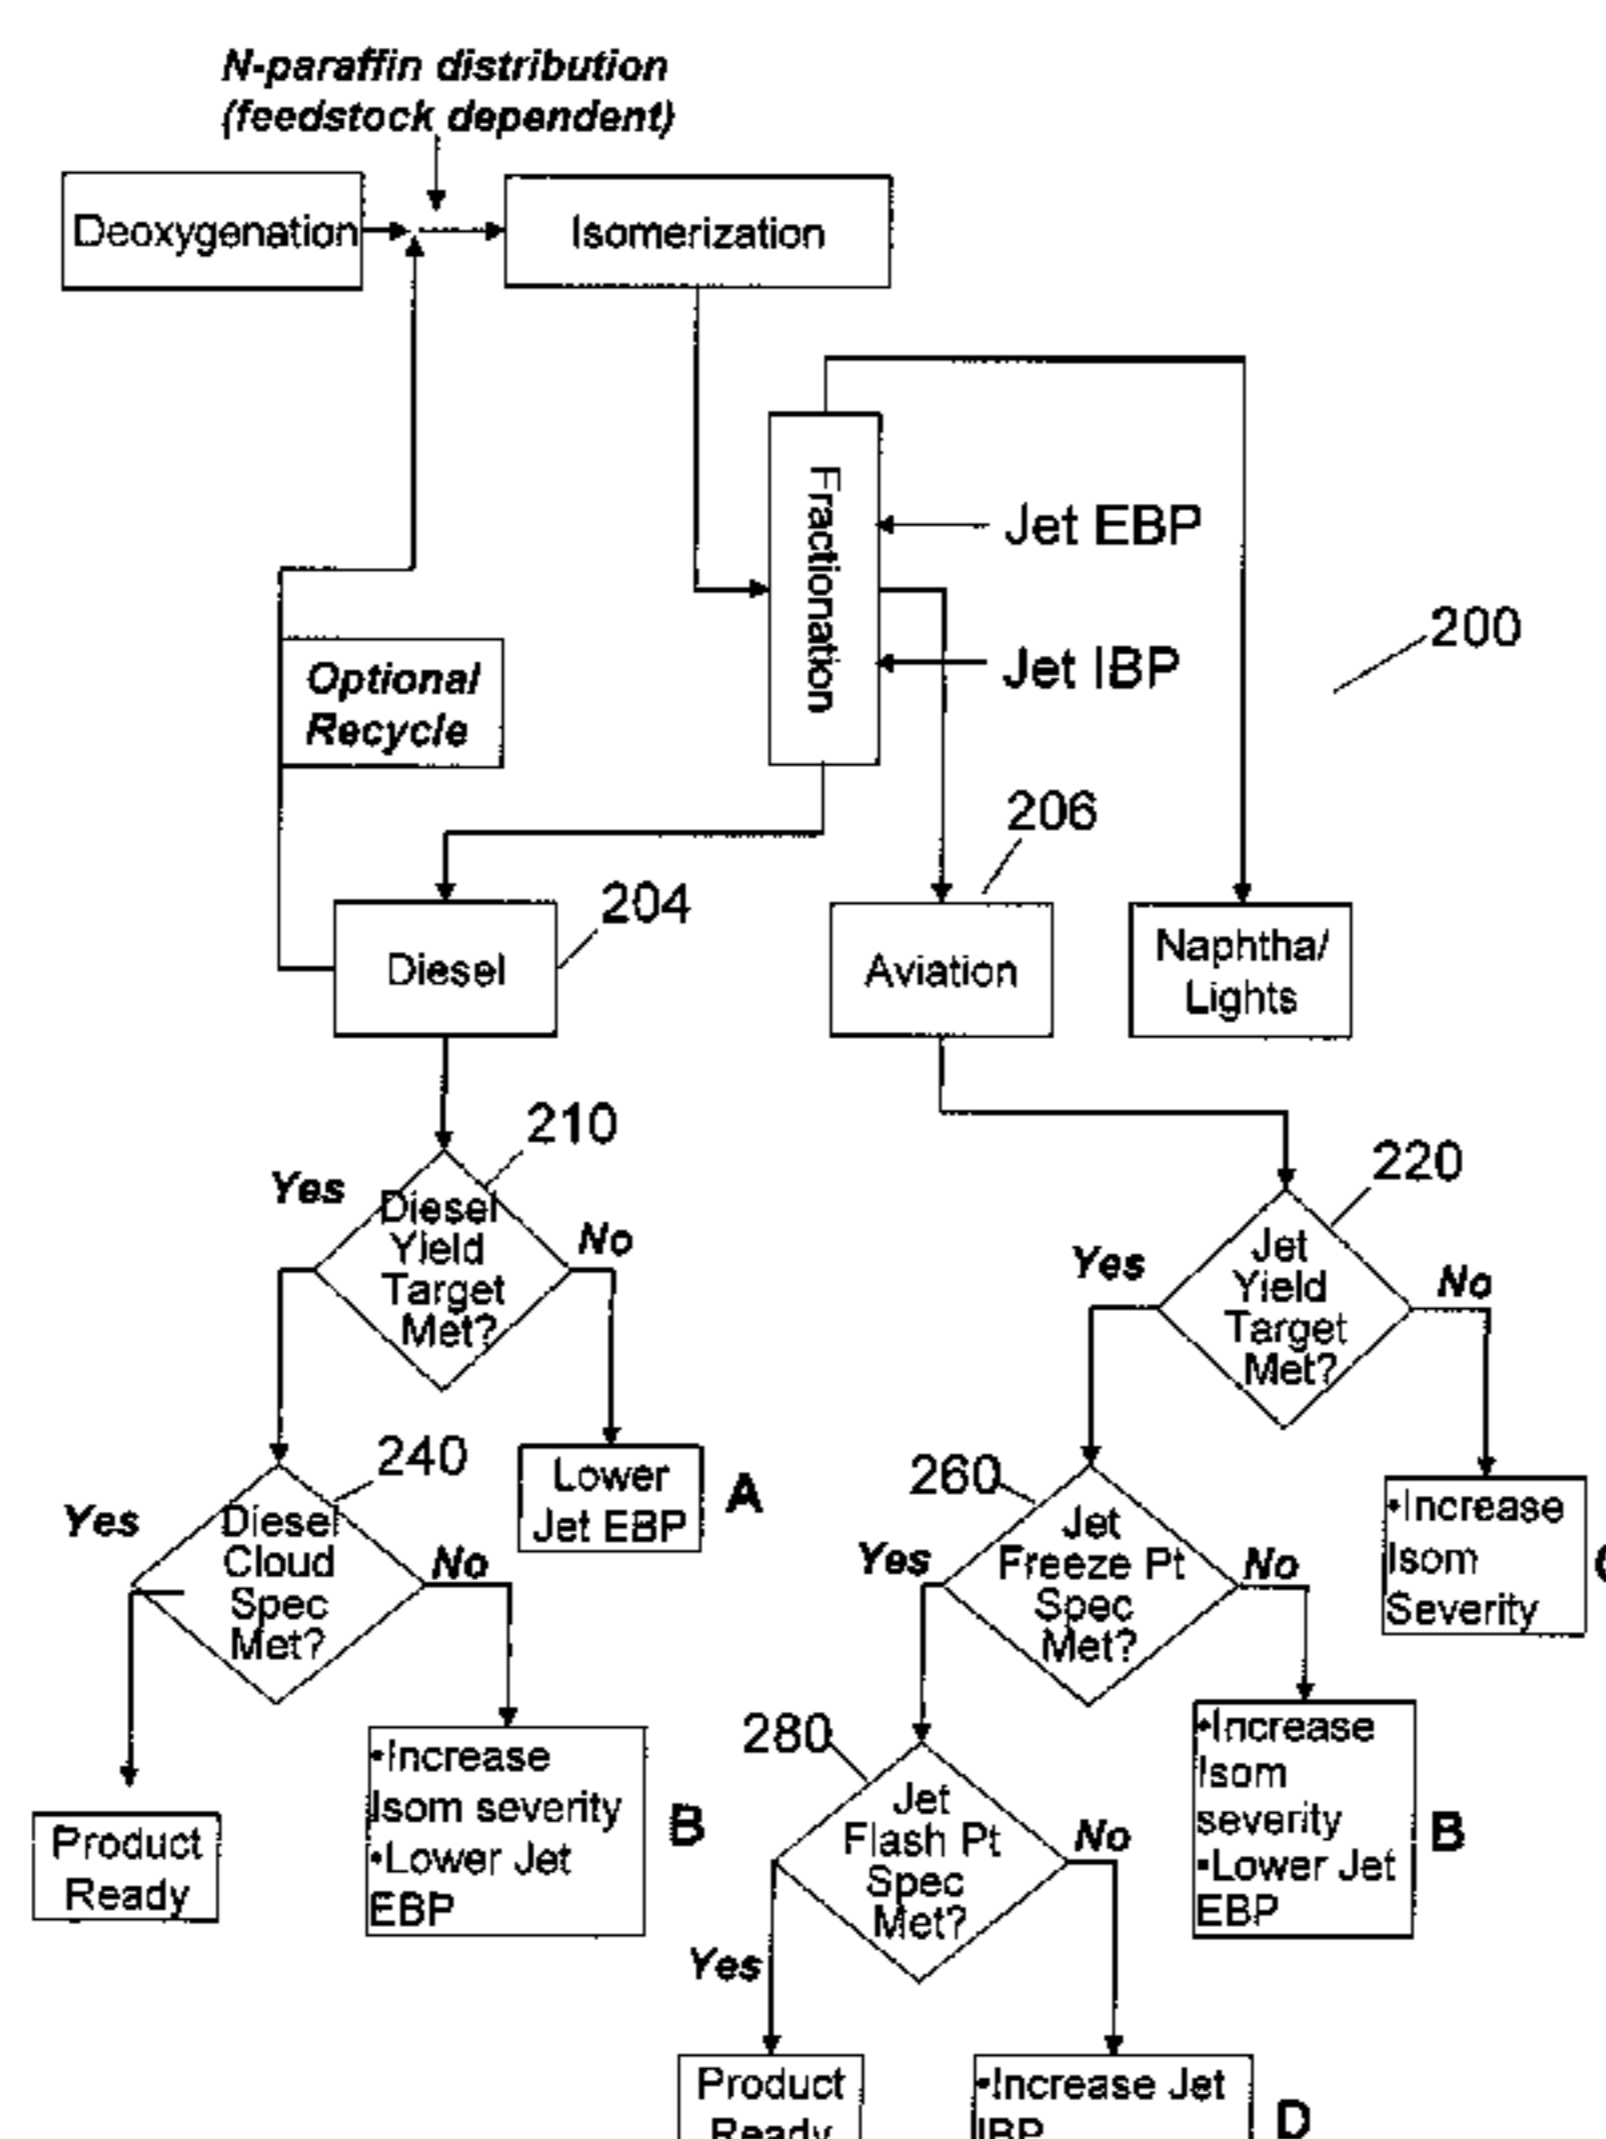 N-paraffin distribution
(feedstock dependent)
Deoxygenation
Isomerization
Fractionation
Jet EBP
Jet IBP
200
Optional
Recycle
206
204
Diesel
Aviation
Naphtha/
Lights
210
Yes
Diesel
Yield
Target
Met?
No
220
Yes
Jet
Yield
Target
Met?
No
Lower
Jet EBP
A
240
Yes
Diesel
Cloud
Spec
Met?
No
260
Yes
Jet
Freeze Pt
Spec
Met?
No
•Increase
Isom
Severity
Product
Ready
•Increase
Isom severity
•Lower Jet
EBP
B
280
Jet
Flash Pt
Spec
Met?
Yes
No
•Increase
Isom
severity
•Lower Jet
EBP
B
Product
Ready
•Increase Jet
IBP
D